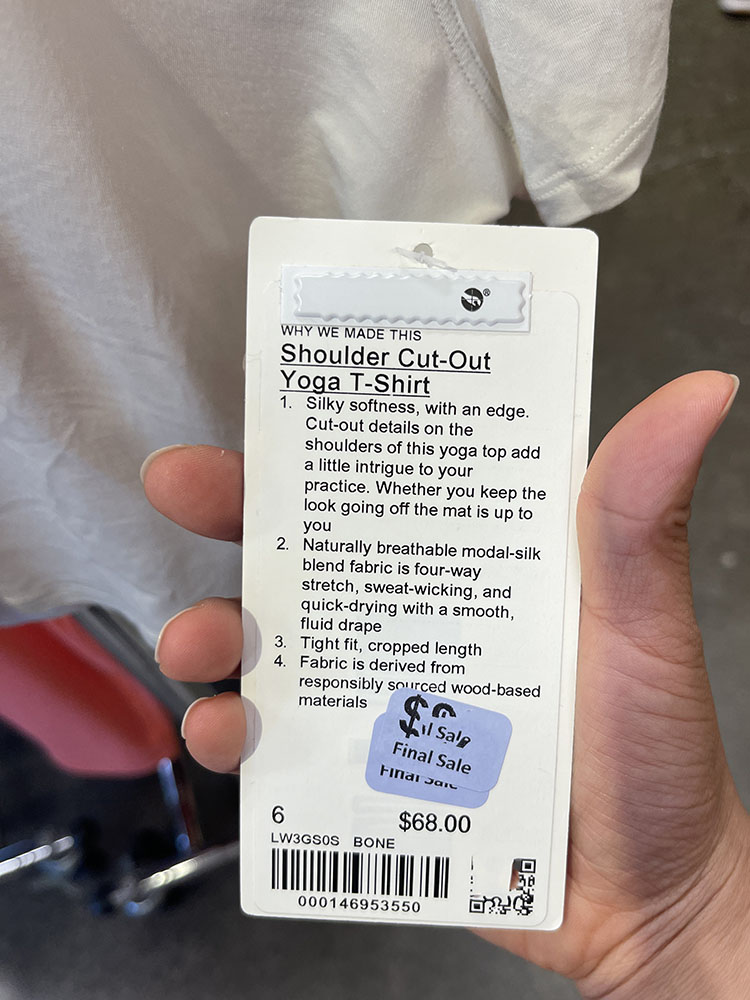 ®
WHY WE MADE THIS
Shoulder Cut-Out
Yoga T-Shirt
1. Silky softness, with an edge.
Cut-out details on the
shoulders of this yoga top add
a little intrigue to your
practice. Whether you keep the
look going off the mat is up to
you
2. Naturally breathable modal-silk
blend fabric is four-way
stretch, sweat-wicking, and
quick-drying with a smooth,
fluid drape
3. Tight fit, cropped length
4. Fabric is derived from
responsibly sourced wood-based
materials
$
Sale
Final Sale
Final Sale
6 $68.00
LW3GS0S BONE
000146953550